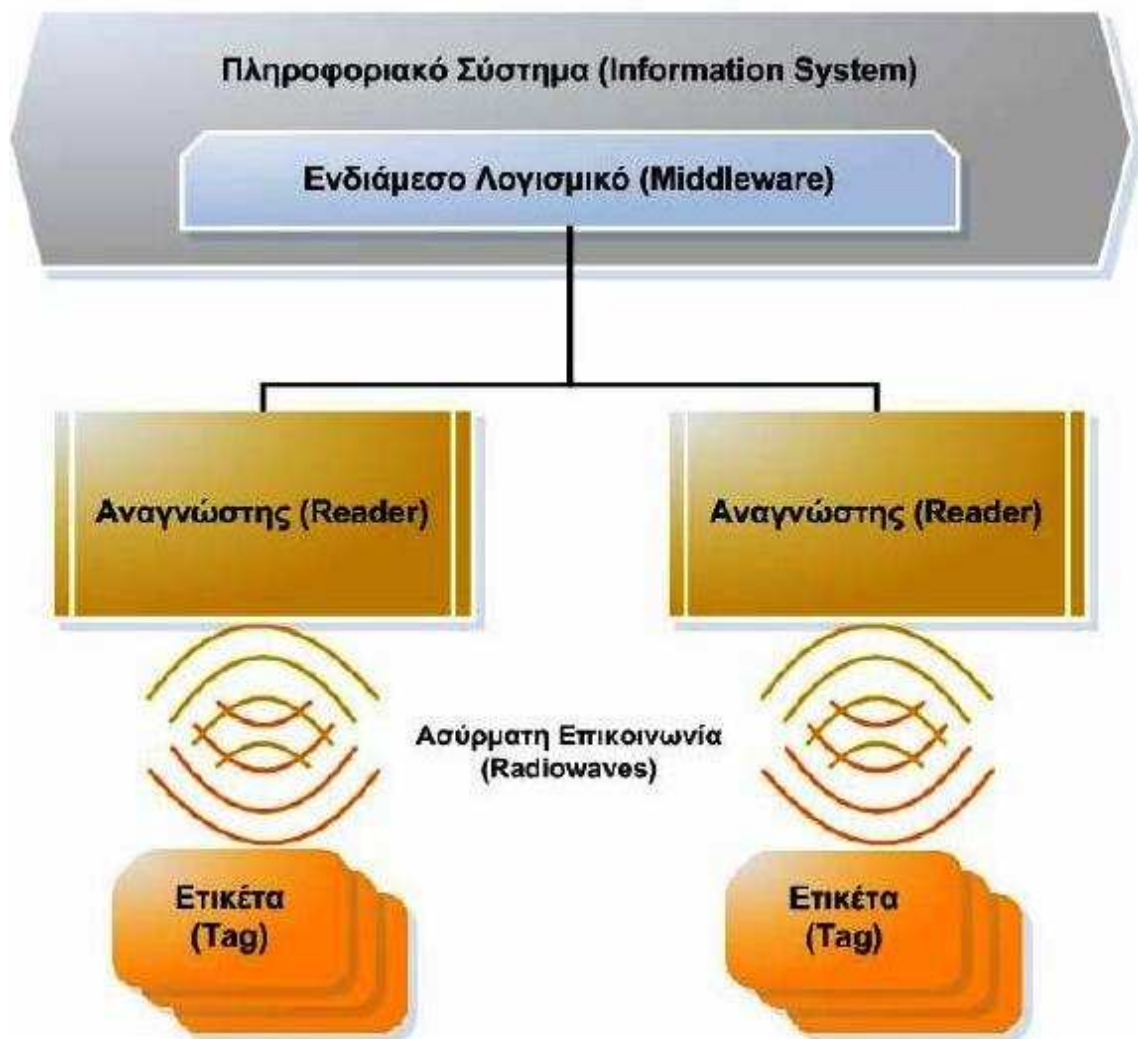 Πληροφοριακό Σύστημα (Information System)
Ενδιάμεσο Λογισμικό (Middleware)
Αναγνώστης (Reader)
Αναγνώστης (Reader)
Ασύρματη Επικοινωνία
(Radiowaves)
Ετικέτα
(Tag)
Ετικέτα
(Tag)